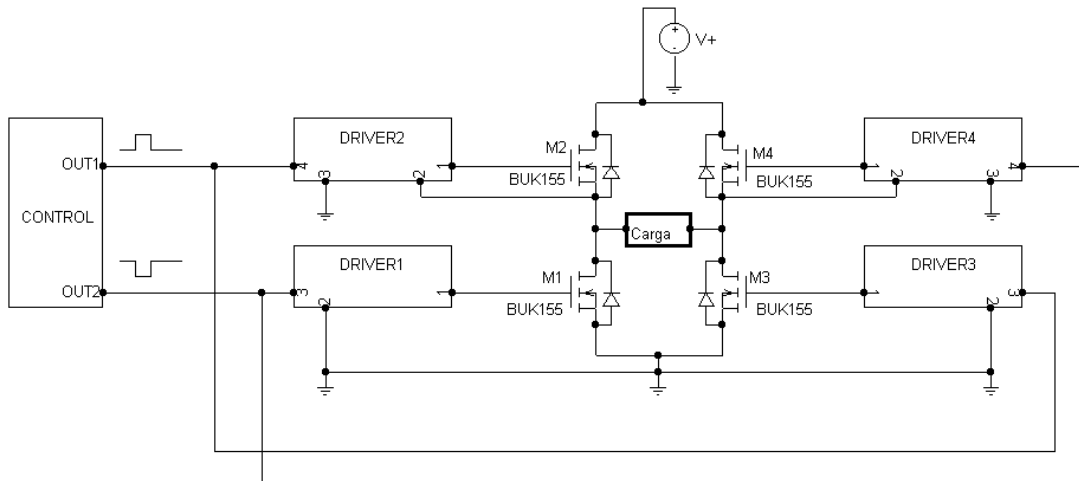 V+
DRIVER2
DRIVER4
OUT1
4
3
2
1
M2
BUK155
M4
BUK155
1
2
3
4
CONTROL
Carga
OUT2
DRIVER1
3
2
1
M1
BUK155
M3
BUK155
DRIVER3
1
2
3